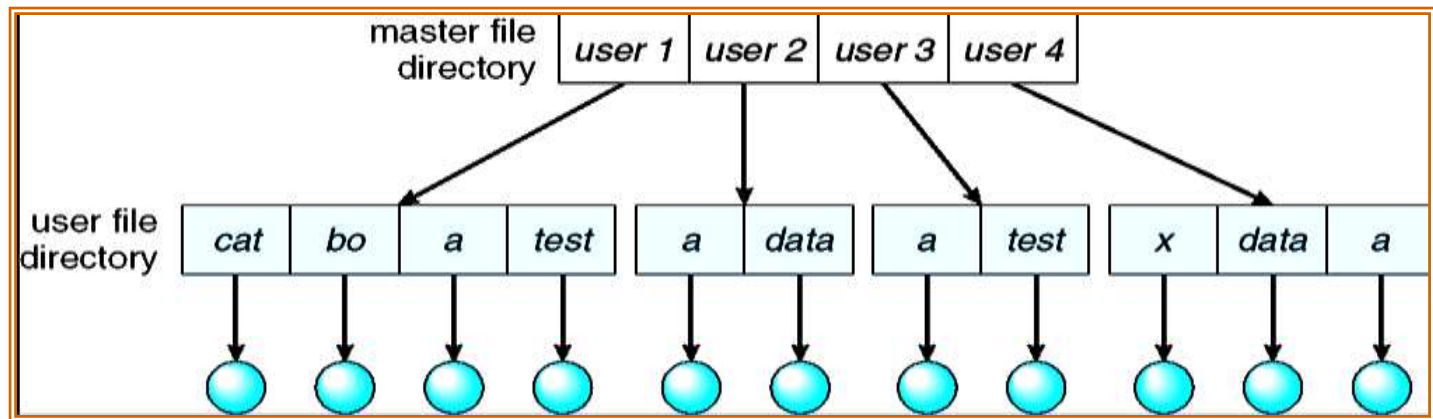 master file
directory
user 1 user 2 user 3 user 4
user file
directory
cat bo a test a data a test x data a